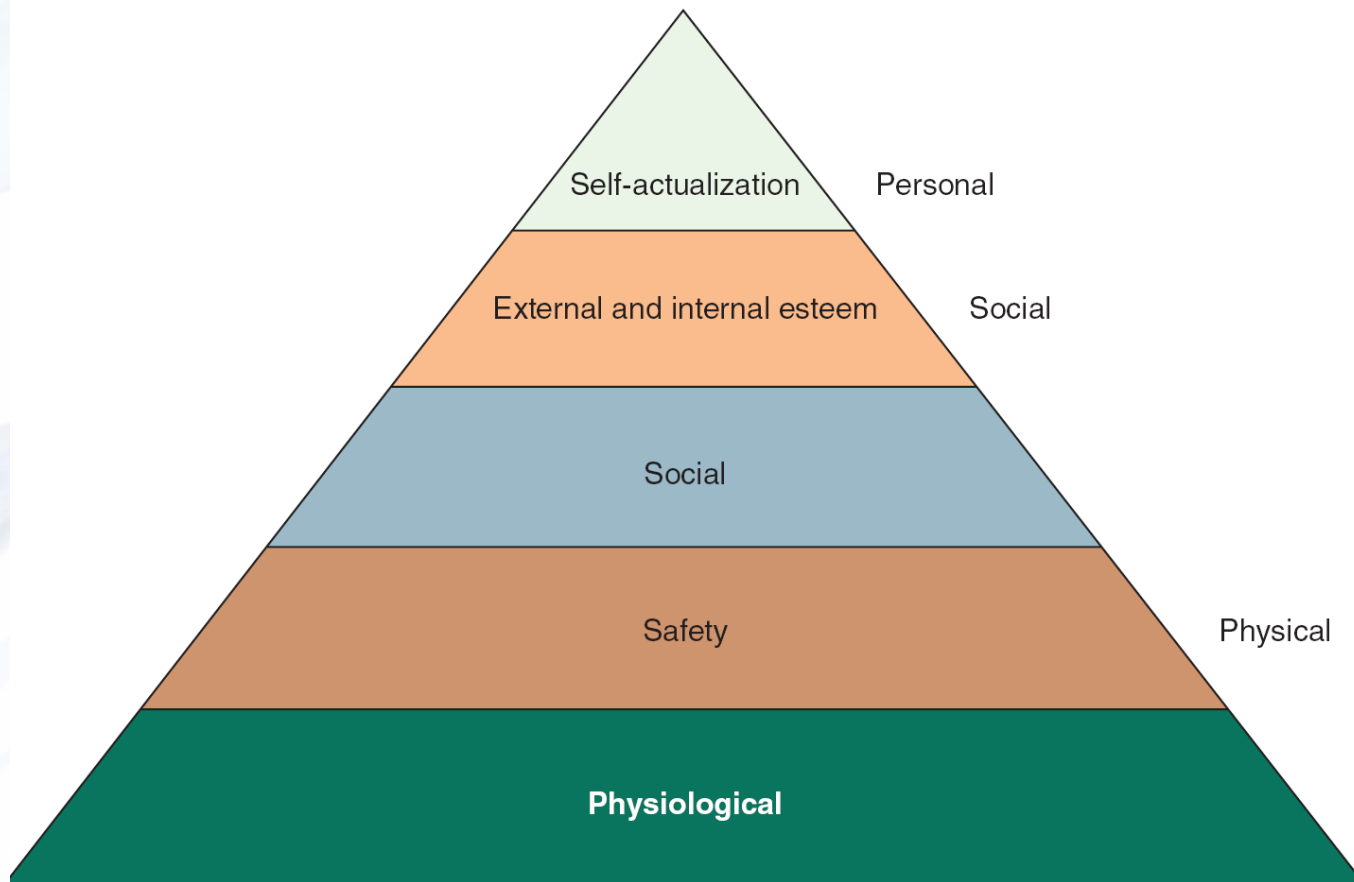 Self-actualization Personal
External and internal esteem Social
Social
Safety Physical
Physiological